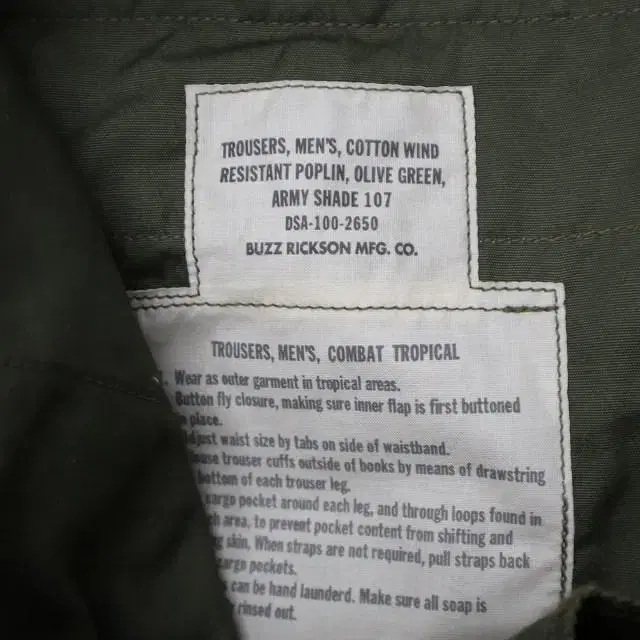 TROUSERS, MEN'S, COTTON WIND
RESISTANT POPLIN, OLIVE GREEN,
ARMY SHADE 107
DSA-100-2650
BUZZ RICKSON MFG. CO.
TROUSERS, MEN'S, COMBAT TROPICAL
. Wear as outer garment in tropical areas.
Button fly closure, making sure inner flap is first buttoned
place.
djust waist size by tabs on side of waistband.
ouse trouser cuffs outside of books by means of drawstring
bottom of each trouser leg.
argo pocket around each leg, and through loops found in
h area, to prevent pocket content from shifting and
skin. When straps are not required, pull straps back
argo pockets.
can be hand launderd. Make sure all soap is
rinsed out.